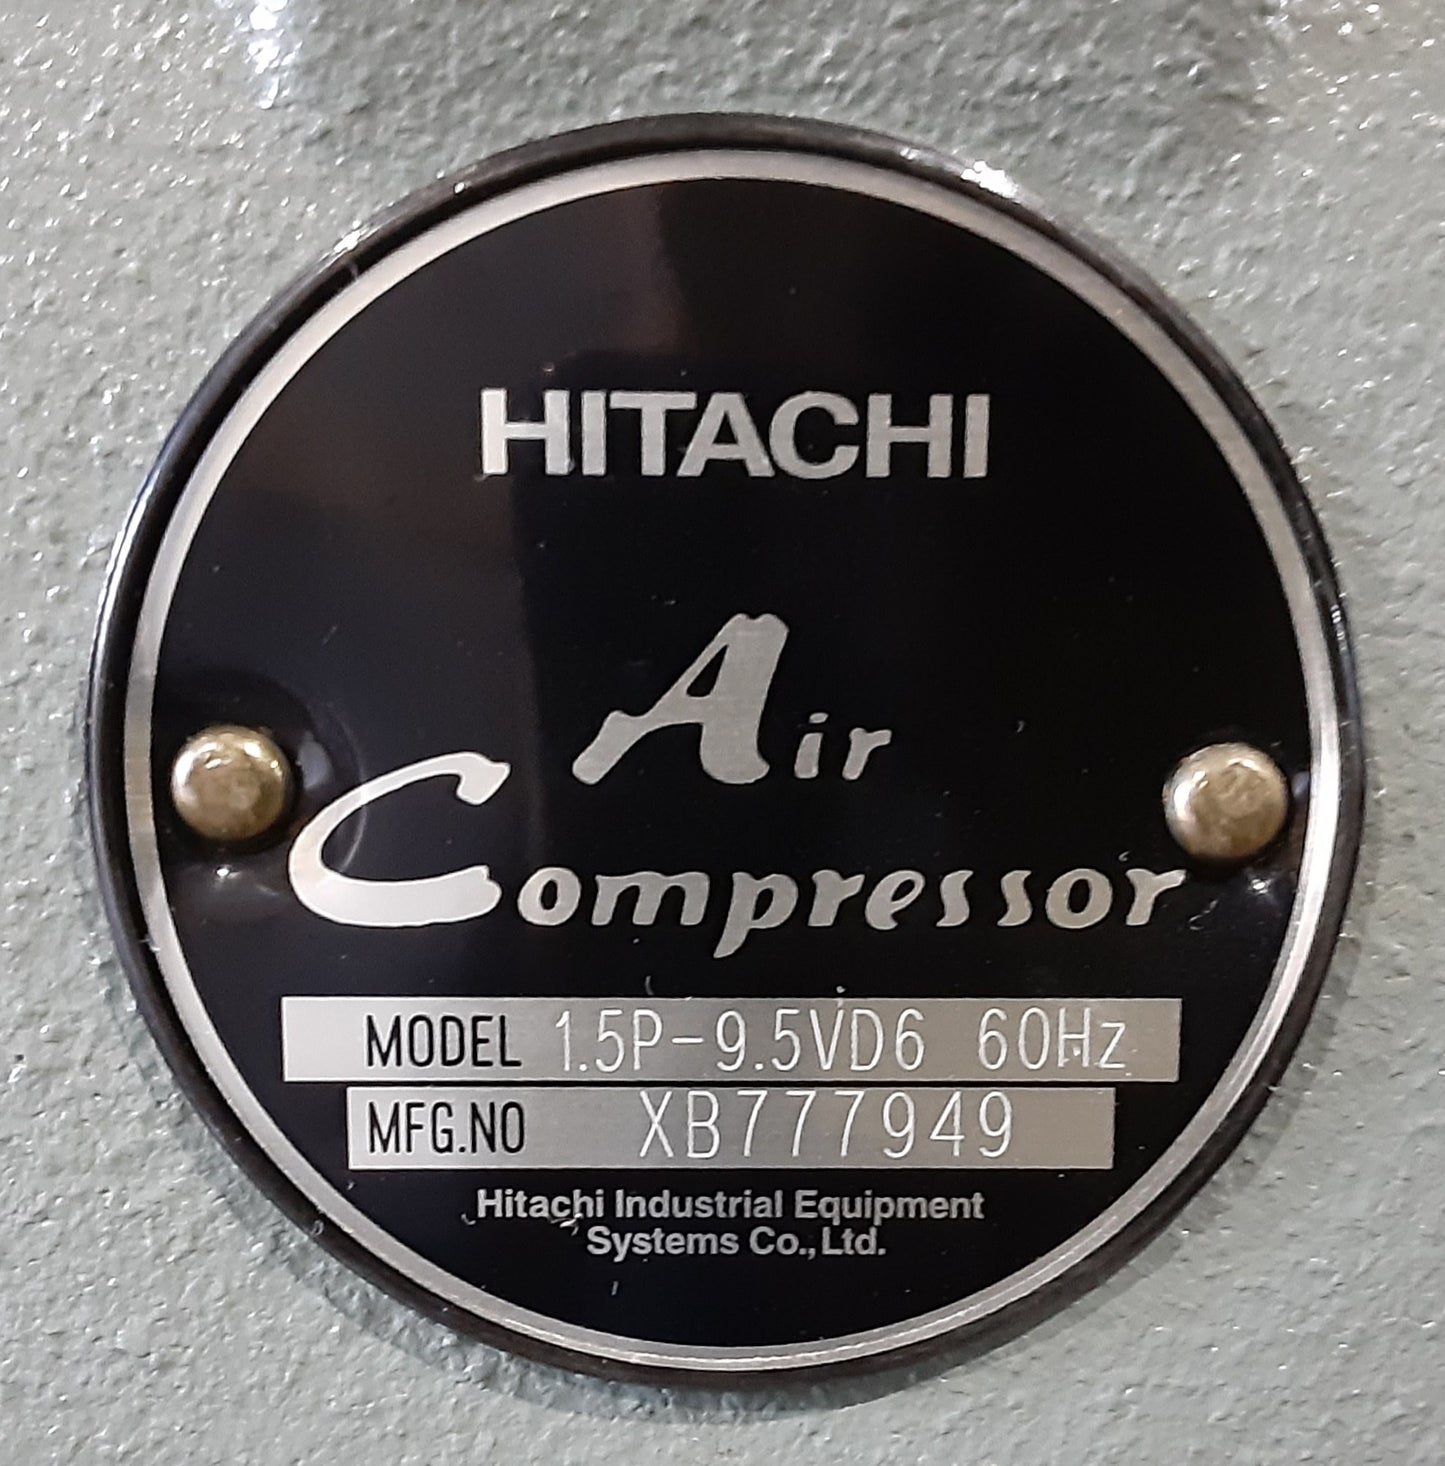 HITACHI
Air
Compressor
MODEL 1.5P-9.5VD6 60Hz
MFG.NO XB777949
Hitachi Industrial Equipment
Systems Co., Ltd.